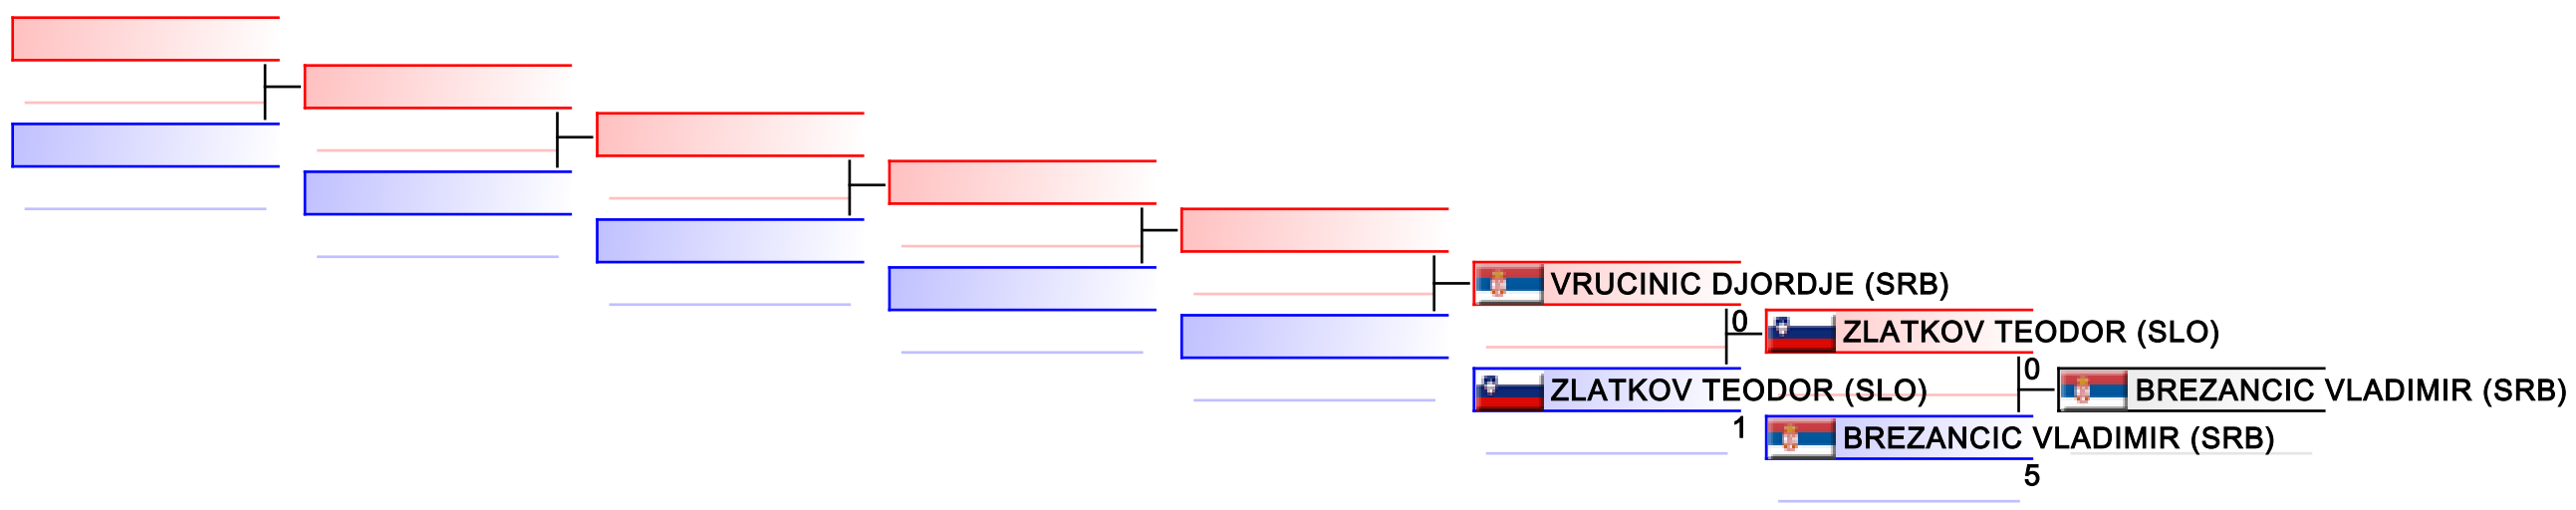 VRUCINIC DJORDJE (SRB)
0
ZLATKOV TEODOR (SLO)
1
ZLATKOV TEODOR (SLO)
0
BREZANCIC VLADIMIR (SRB)
5
BREZANCIC VLADIMIR (SRB)